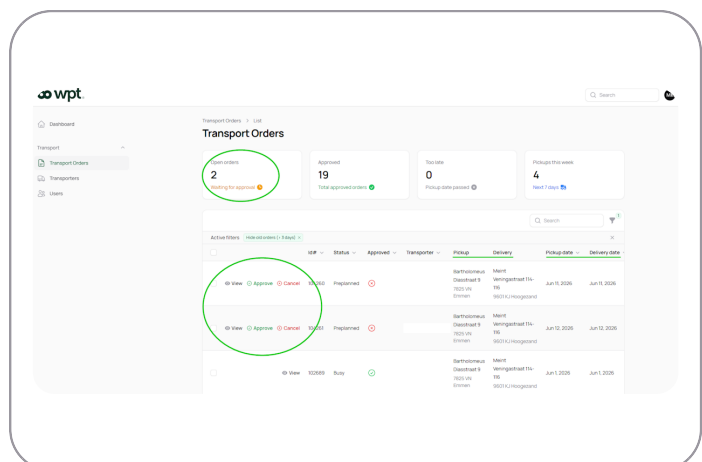 wpt.
Search
Dashboard
Transport
Transport Orders
Transporters
Users
Transport Orders > List
Transport Orders
Open orders
2
Waiting for approval
Approved
19
Total approved orders
Too late
0
Pickup date passed
Pickups this week
4
Next 7 days
Search
1
Active filters Hide old orders (> 3 days) ×
Id# Status Approved Transporter Pickup Delivery Pickup date Delivery date
View Approve Cancel Preplanned
Bartholomeus
Diasstraat 9
7825 VN
Emmen
Meint
Veningastraat 114-
116
9601 KJ Hoogezand
Jun 11, 2026 Jun 11, 2026
View Approve Cancel Preplanned
Bartholomeus
Diasstraat 9
7825 VN
Emmen
Meint
Veningastraat 114-
116
9601 KJ Hoogezand
Jun 12, 2026 Jun 12, 2026
View 102689 Busy
Bartholomeus
Diasstraat 9
7825 VN
Emmen
Meint
Veningastraat 114-
116
9601 KJ Hoogezand
Jun 1, 2026 Jun 1, 2026